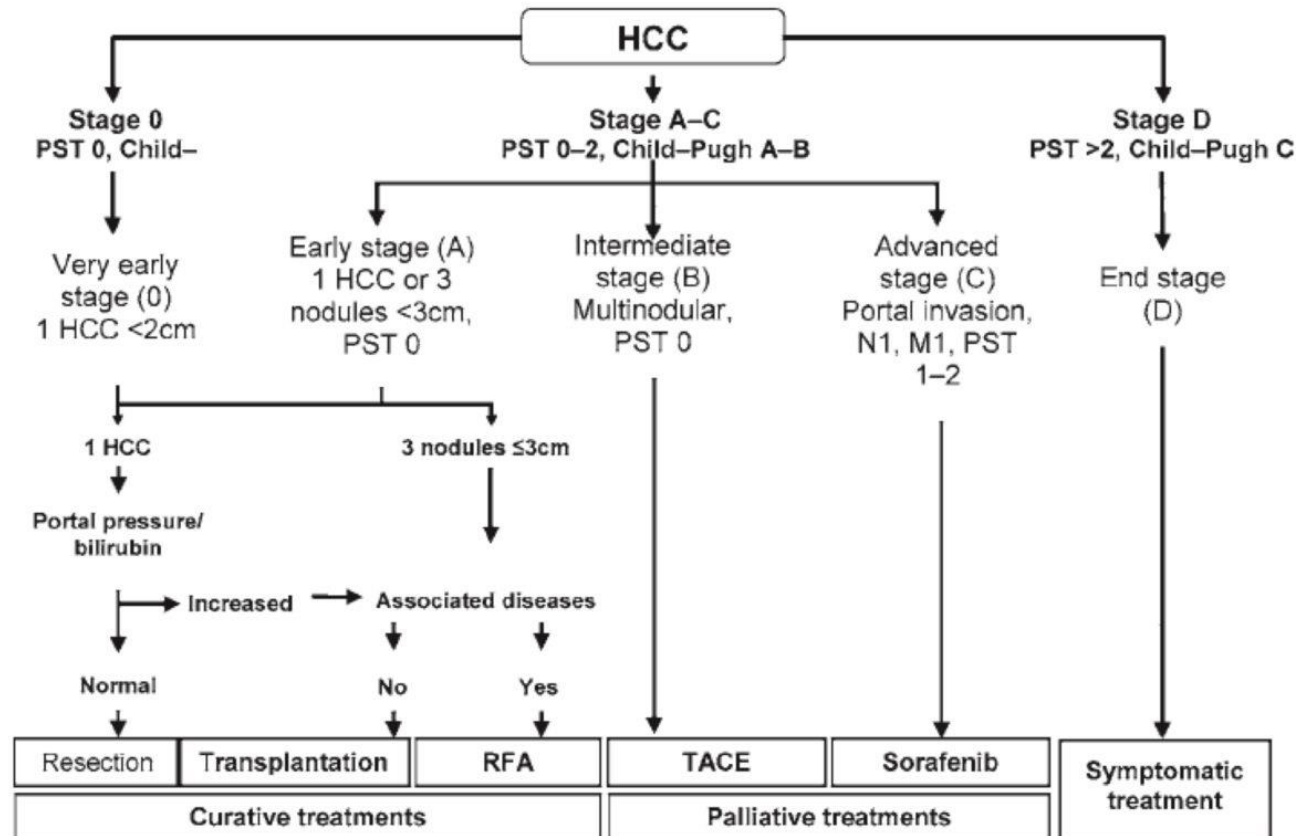 HCC
Stage 0
PST 0, Child–
Stage A–C
PST 0–2, Child–Pugh A–B
Stage D
PST >2, Child–Pugh C
Very early
stage (0)
1 HCC <2cm
Early stage (A)
1 HCC or 3
nodules <3cm,
PST 0
Intermediate
stage (B)
Multinodular,
PST 0
Advanced
stage (C)
Portal invasion,
N1, M1, PST
1–2
End stage
(D)
1 HCC
3 nodules ≤3cm
Portal pressure/
bilirubin
Increased
Associated diseases
Normal
No
Yes
Resection
Transplantation
RFA
TACE
Sorafenib
Symptomatic
treatment
Curative treatments
Palliative treatments